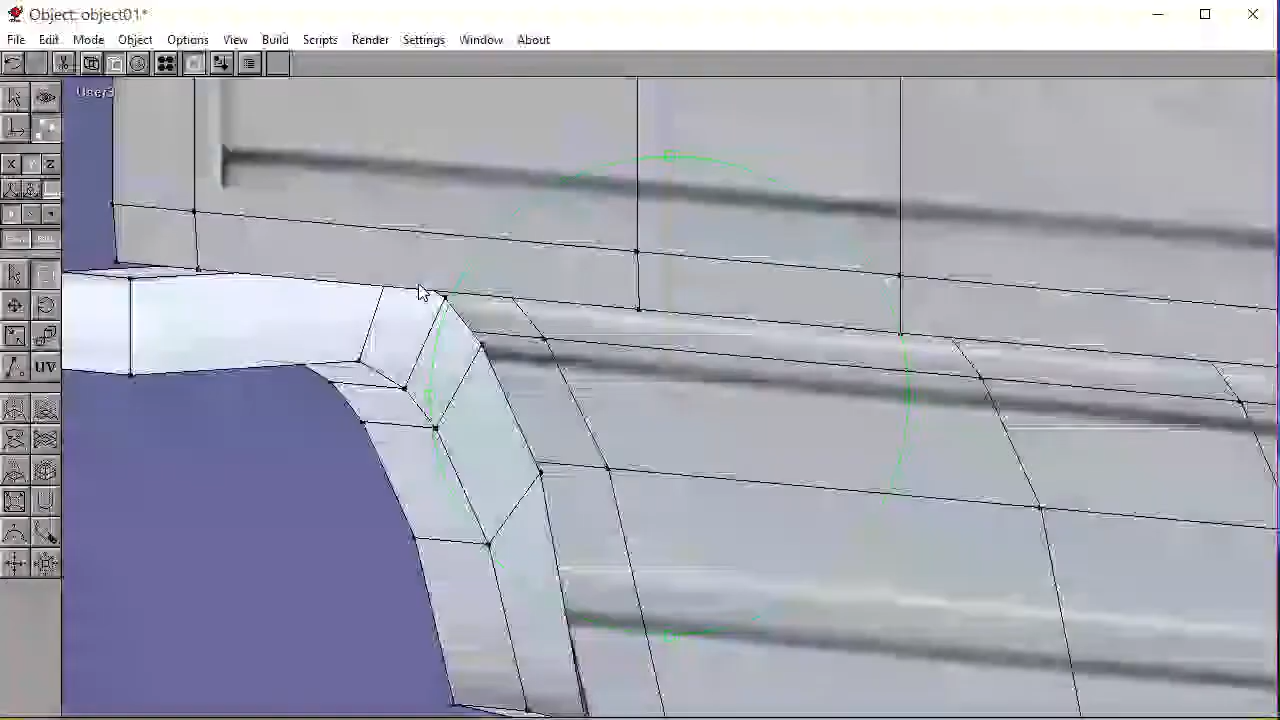 Object: object01*
File Edit Mode Object Options View Build Scripts Render Settings Window About
User3
X Y Z
UV